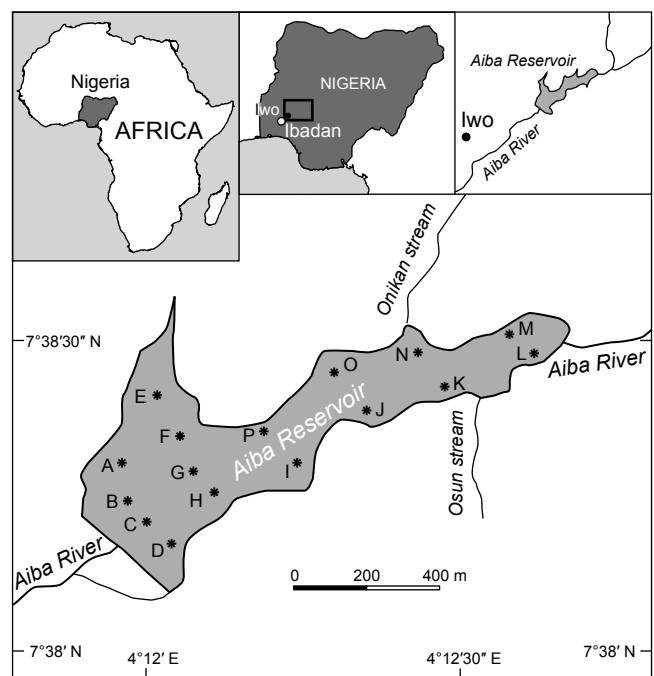 Nigeria
AFRICA
NIGERIA
Iwo
Ibadan
Aiba Reservoir
Iwo
Aiba River
Onikan stream
7°38′30″ N
M
N
L
O
Aiba River
E
K
J
Aiba Reservoir
P
F
A
G
I
H
B
C
D
Osun stream
Aiba River
0 200 400 m
7°38′ N
7°38′ N
4°12′ E
4°12′30″ E